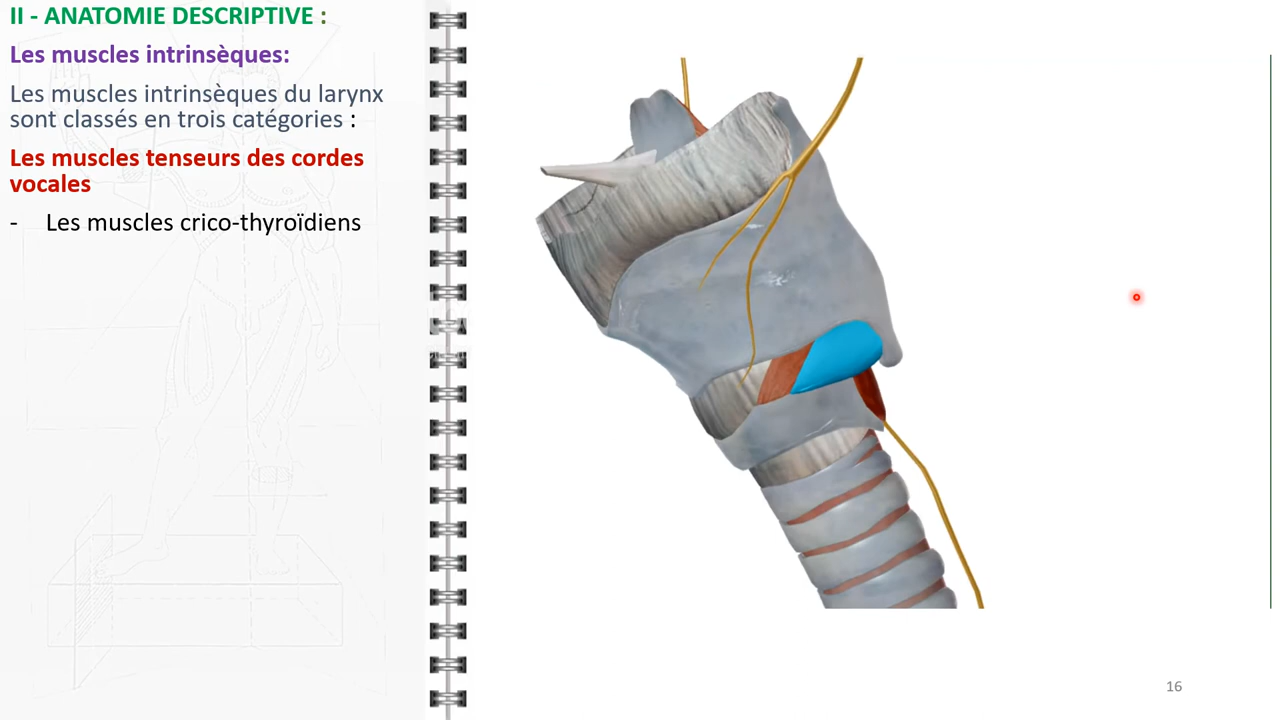 II - ANATOMIE DESCRIPTIVE :
Les muscles intrinsèques:
Les muscles intrinsèques du larynx
sont classés en trois catégories :
Les muscles tenseurs des cordes
vocales
- Les muscles crico-thyroïdiens
16